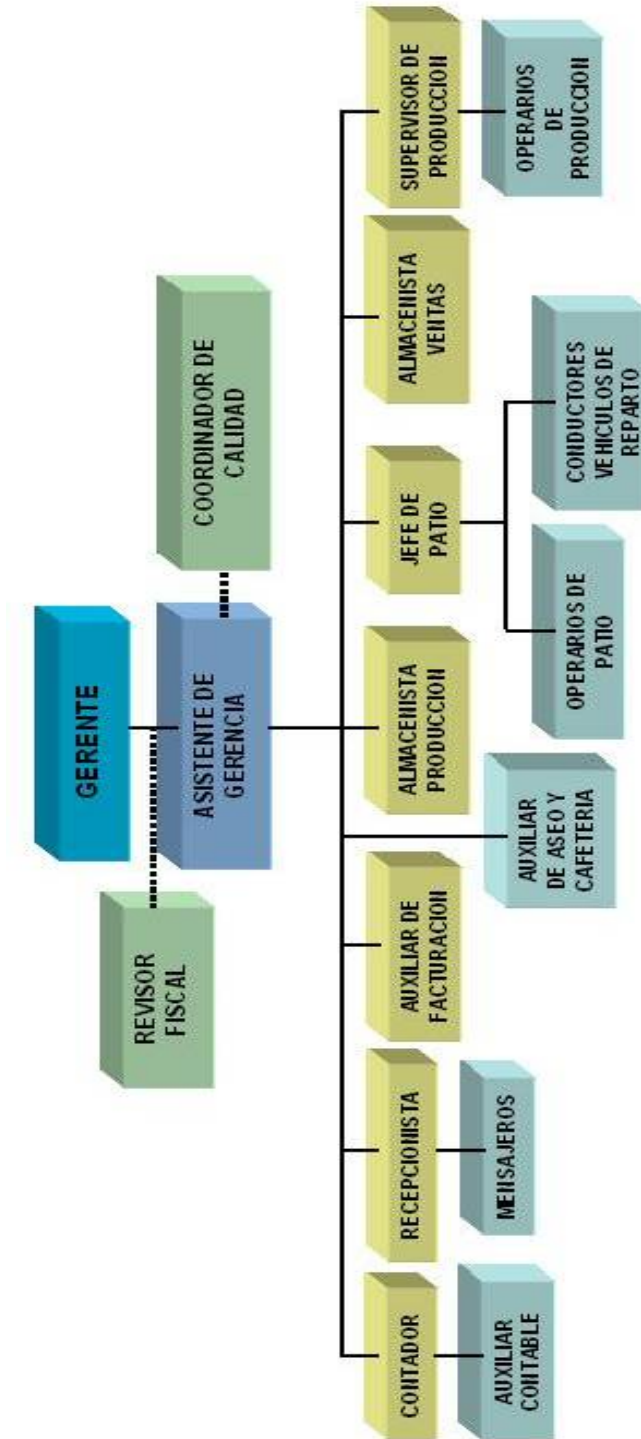 GERENTE
REVISOR
FISCAL
ASISTENTE DE
GERENCIA
COORDINADOR DE
CALIDAD
CONTADOR
RECEPCIONISTA
AUXILIAR DE
FACTURACION
ALMACENISTA
PRODUCCION
JEFE DE
PATIO
ALMACENISTA
VENTAS
SUPERVISOR DE
PRODUCCION
AUXILIAR
CONTABLE
MENSAJEROS
AUXILIAR
DE ASEO Y
CAFETERIA
OPERARIOS DE
PATIO
CONDUCTORES
VEHICULOS DE
REPARTO
OPERARIOS
DE
PRODUCCION